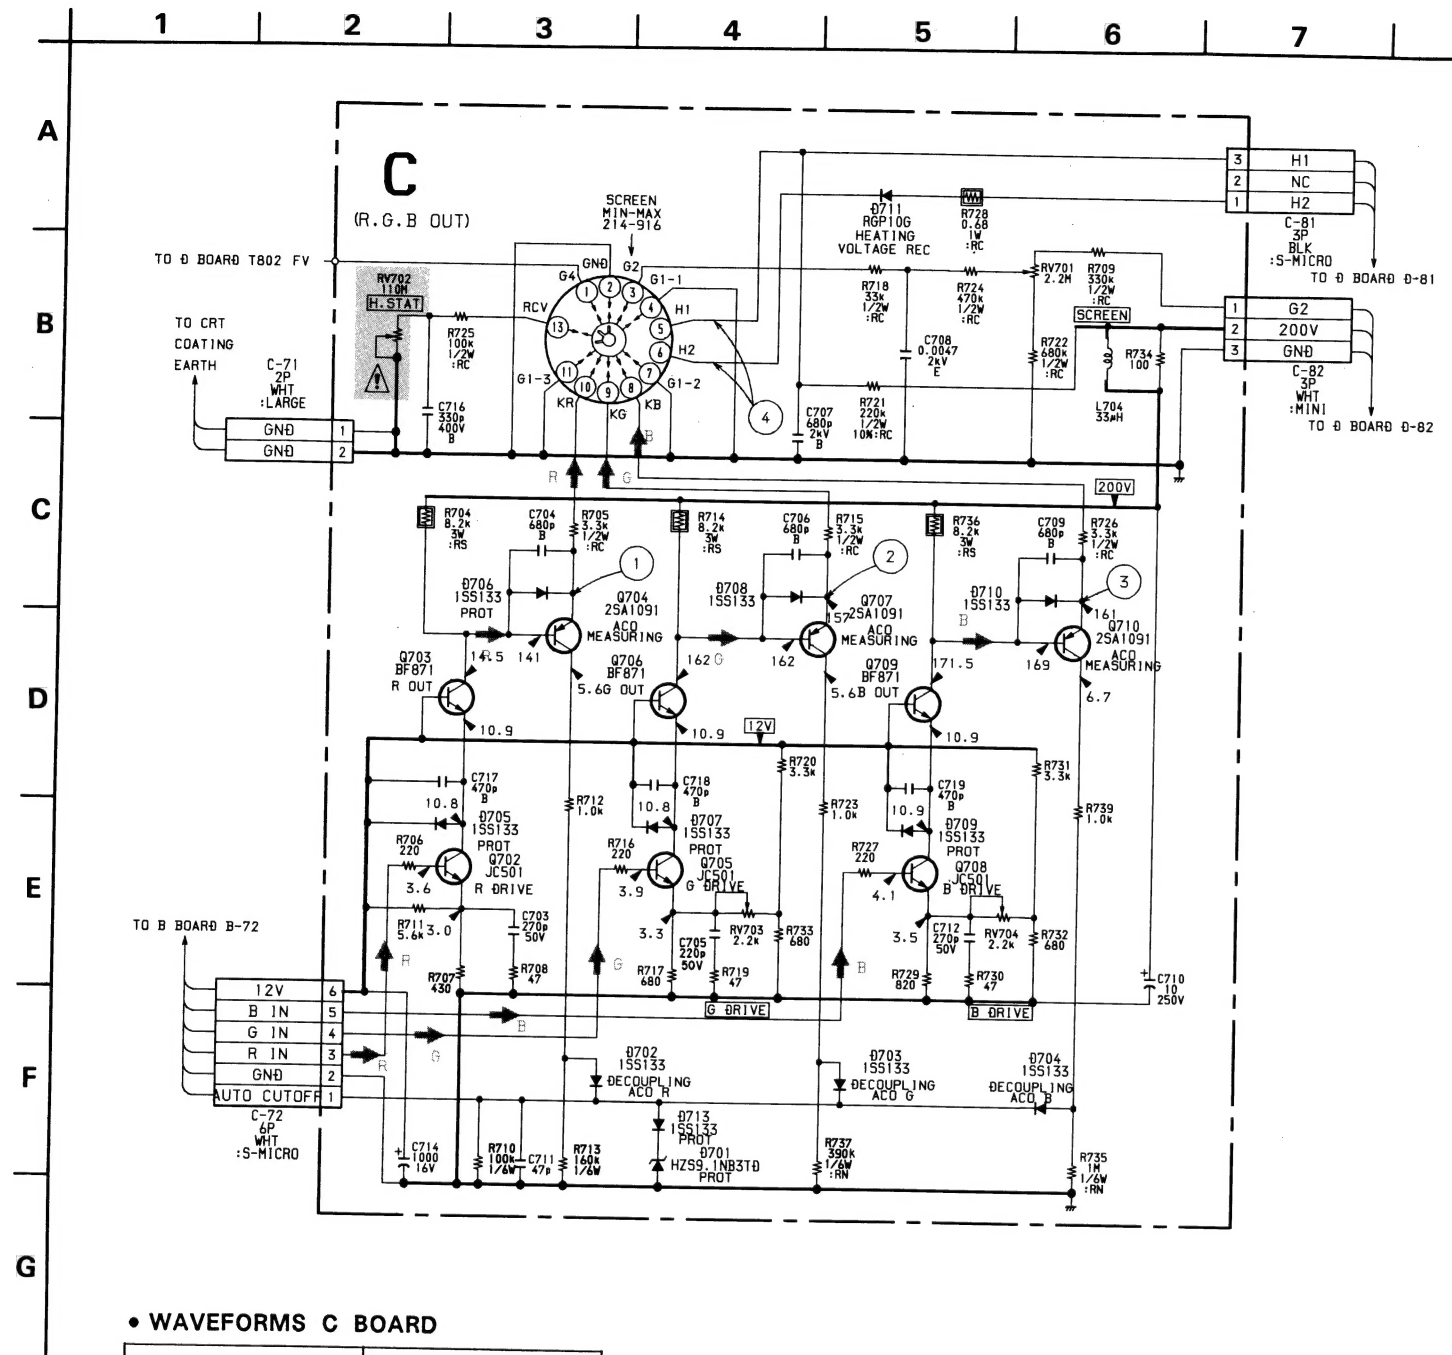 1 2 3 4 5 6 7
A
B
C
D
E
F
G
C
(R.G.B OUT)
SCREEN
MIN-MAX
214-916
D711
RGP10G
HEATING
VOLTAGE REC
R728
0.68
1W
:RC
3 H1
2 NC
1 H2
C-81
3P
BLK
:S-MICRO
TO D BOARD D-81
TO D BOARD T802 FV
RV702
110M
H.STAT
R725
100k
1/2W
:RC
RCV
G4
GND
G2
G1-1
H1
H2
G1-2
KB
KG
KR
G1-3
1
2
3
4
5
6
7
8
9
10
11
13
4
R718
33k
1/2W
:RC
R724
470k
1/2W
:RC
RV701
2.2M
R709
330k
1/2W
:RC
SCREEN
1 G2
2 200V
3 GND
C-82
3P
WHT
:MINI
TO D BOARD D-82
C708
0.0047
2kV
E
R722
680k
1/2W
:RC
R734
100
L704
33µH
C707
680p
2kV
B
R721
220k
1/2W
10%:RC
TO CRT
COATING
EARTH
C-71
2P
WHT
:LARGE
GND 1
GND 2
C716
330p
400V
B
R
G
B
200V
R704
8.2k
3W
:RS
C704
680p
B
R705
3.3k
1/2W
:RC
R714
8.2k
3W
:RS
C706
680p
B
R715
3.3k
1/2W
:RC
R736
8.2k
3W
:RS
C709
680p
B
R726
3.3k
1/2W
:RC
1
2
3
D706
1SS133
PROT
Q704
2SA1091
ACO
MEASURING
D708
1SS133
157
Q707
2SA1091
ACO
MEASURING
D710
1SS133
161
Q710
2SA1091
ACO
MEASURING
141
162
G
162
171.5
B
169
Q703
BF871
R OUT
5.6
Q706
BF871
G OUT
5.6
Q709
BF871
B OUT
6.7
10.9
10.9
10.9
12V
C717
470p
B
10.8
D705
1SS133
PROT
R712
1.0k
C718
470p
B
10.8
D707
1SS133
PROT
R720
3.3k
R723
1.0k
C719
470p
B
10.9
D709
1SS133
PROT
R731
3.3k
R739
1.0k
R706
220
3.6
Q702
JC501
R DRIVE
R716
220
3.9
Q705
JC501
G DRIVE
R727
220
4.1
Q708
JC501
B DRIVE
R711
5.6k
3.0
C703
270p
50V
R707
430
R708
47
3.3
C705
220p
50V
RV703
2.2k
R733
680
R717
680
R719
47
3.5
C712
270p
50V
RV704
2.2k
R732
680
R729
820
R730
47
C710
10
250V
G DRIVE
B DRIVE
TO B BOARD B-72
12V 6
B IN 5
G IN 4
R IN 3
GND 2
AUTO CUTOFF 1
C-72
6P
WHT
:S-MICRO
R
G
B
R
G
B
D702
1SS133
DECOUPLING
ACO R
D703
1SS133
DECOUPLING
ACO G
D704
1SS133
DECOUPLING
ACO B
C714
1000
16V
R710
100k
1/6W
C711
47p
R713
160k
1/6W
D713
1SS133
PROT
D701
HZS9.1NB3TD
PROT
R737
390k
1/6W
:RN
R735
1M
1/6W
:RN
• WAVEFORMS C BOARD